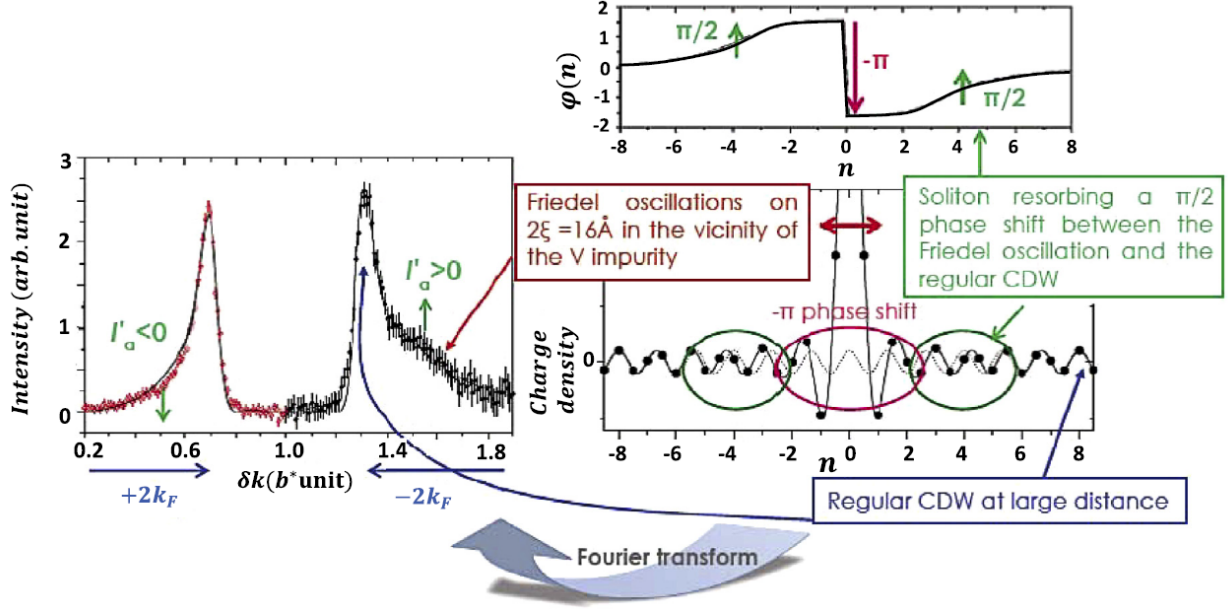 2
1
0
-1
-2
φ(n)
π/2
-π
π/2
-8 -6 -4 -2 0 2 4 6 8
n
3
2
1
0
Intensity (arb. unit)
I'ₐ<0
I'ₐ>0
0.2 0.6 1.0 1.4 1.8
δk(b*unit)
+2k_F
−2k_F
Friedel oscillations on
2ξ =16Å in the vicinity of
the V impurity
Soliton resorbing a π/2
phase shift between the
Friedel oscillation and the
regular CDW
-π phase shift
0
Charge
density
-8 -6 -4 -2 0 2 4 6 8
n
Regular CDW at large distance
Fourier transform